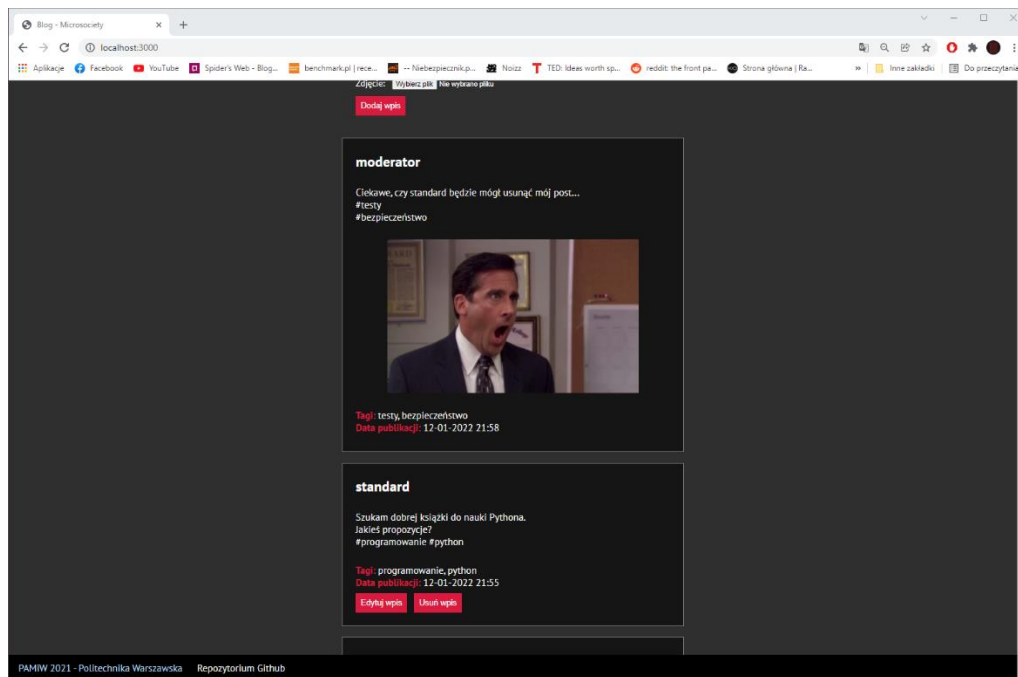 Blog - Microsociety
localhost:3000
Aplikacje Facebook YouTube Spider's Web - Blog... benchmark.pl | rece... -- Niebezpiecznik.p... Noizz TED: Ideas worth sp... reddit: the front pa... Strona główna | Ra... » Inne zakładki Do przeczytania
Zdjęcie: Wybierz plik Nie wybrano pliku
Dodaj wpis
moderator
Ciekawe, czy standard będzie mógł usunąć mój post...
#testy
#bezpieczeństwo
Tagi: testy, bezpieczeństwo
Data publikacji: 12-01-2022 21:58
standard
Szukam dobrej książki do nauki Pythona.
Jakieś propozycje?
#programowanie #python
Tagi: programowanie, python
Data publikacji: 12-01-2022 21:55
Edytuj wpis Usuń wpis
PAMIW 2021 - Politechnika Warszawska Repozytorium Github